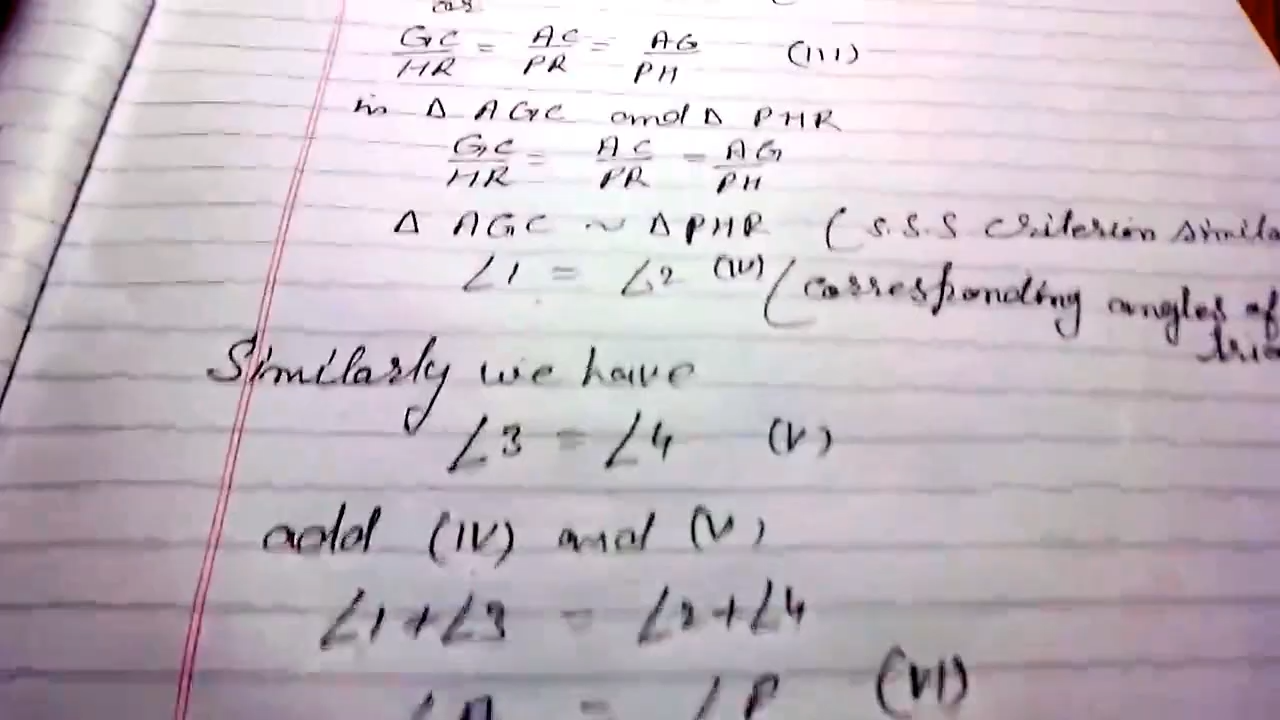 GC/HR = AC/PR = AG/PH (III)
in Δ AGC and Δ PHR
GC/HR = AC/PR = AG/PH
Δ AGC ~ Δ PHR ( S.S.S criterion
∠1 = ∠2 (IV) ( corresponding angles of
Similarly we have
∠3 = ∠4 (V)
add (IV) and (V)
∠1+∠3 = ∠2+∠4
∠A = ∠P (VI)